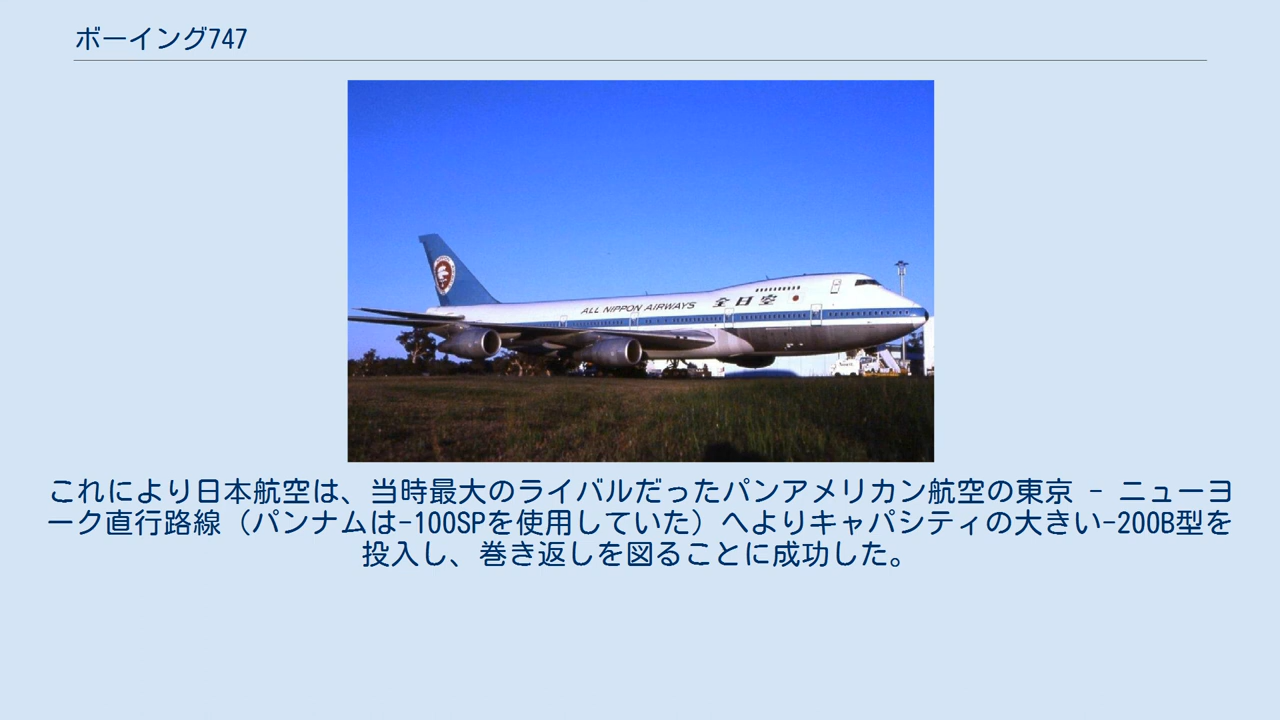 ボーイング747
ALL NIPPON AIRWAYS 全日空
これにより日本航空は、当時最大のライバルだったパンアメリカン航空の東京 - ニューヨ
ーク直行路線（パンナムは-100SPを使用していた）へよりキャパシティの大きい-200B型を
投入し、巻き返しを図ることに成功した。